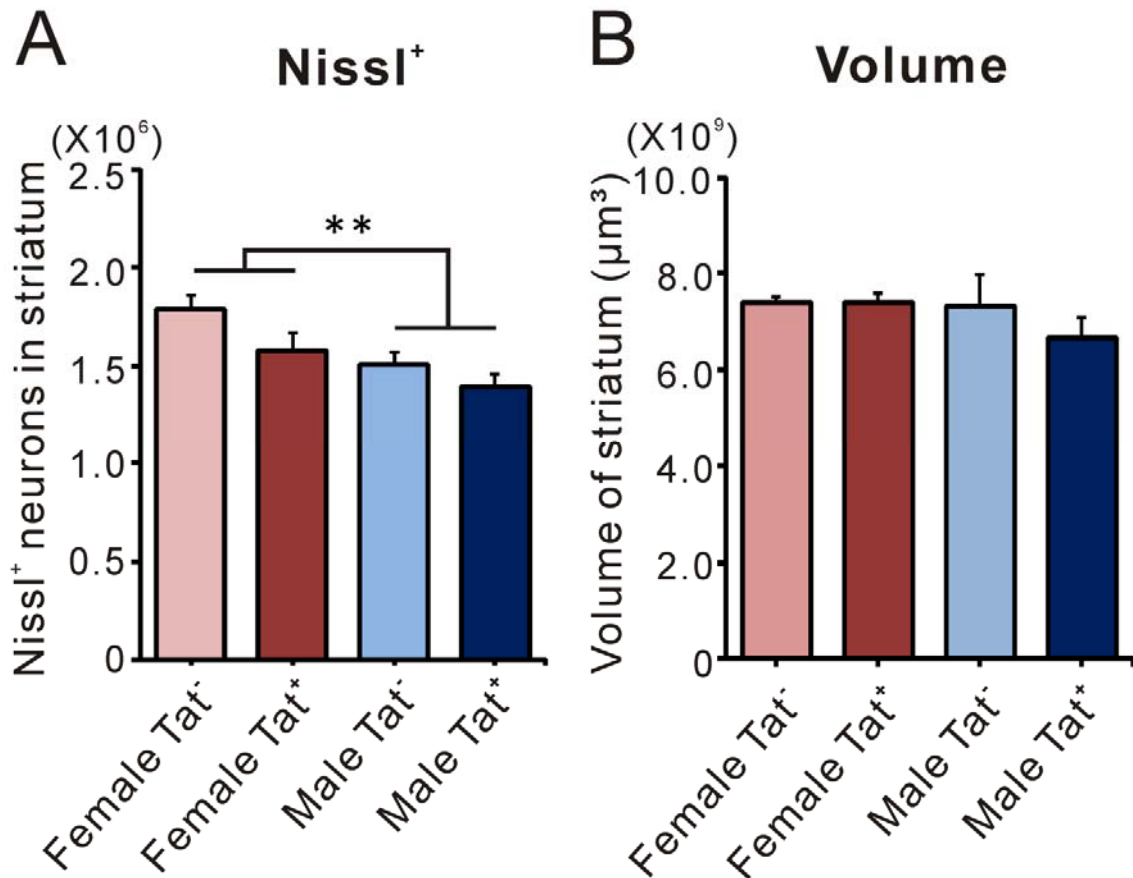 A
Nissl⁺
(X10⁶)
Nissl⁺ neurons in striatum
2.5
2.0
1.5
1.0
0.5
0
**
Female Tat⁻
Female Tat⁺
Male Tat⁻
Male Tat⁺
B
Volume
(X10⁹)
Volume of striatum (μm³)
10.0
8.0
6.0
4.0
2.0
0
Female Tat⁻
Female Tat⁺
Male Tat⁻
Male Tat⁺